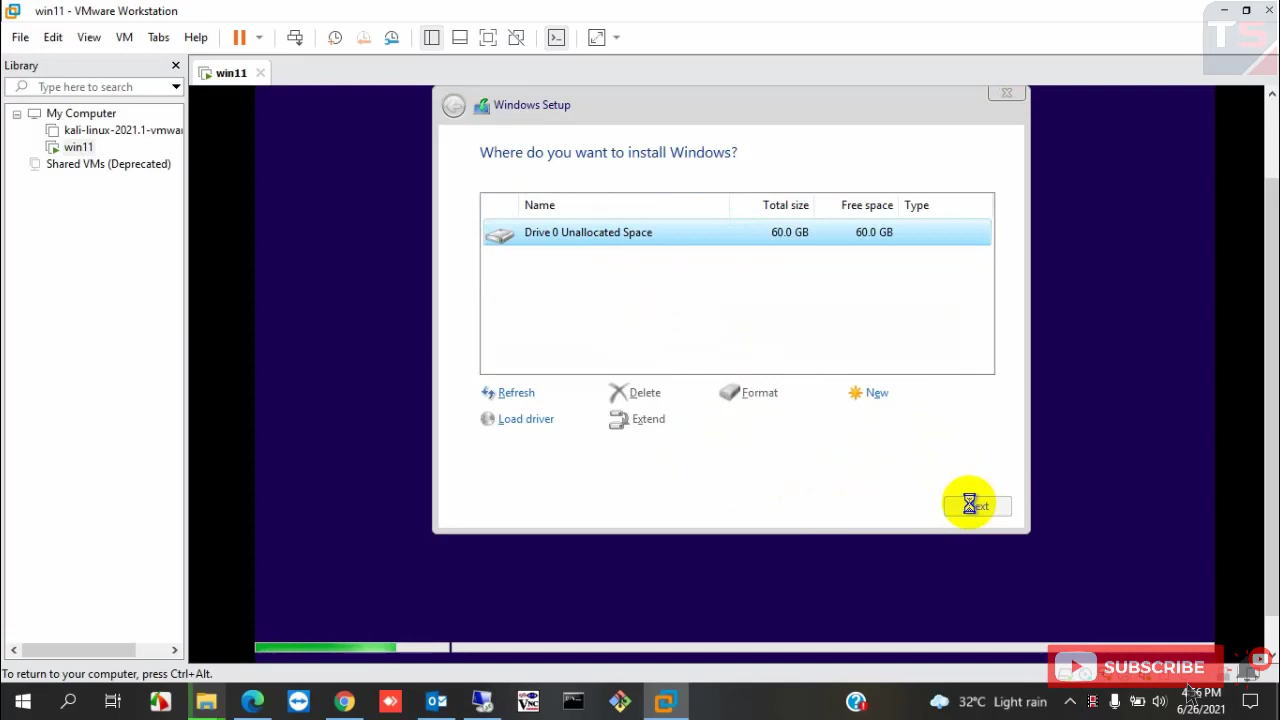 win11 - VMware Workstation
TS
File Edit View VM Tabs Help
Library
win11
Type here to search
My Computer
kali-linux-2021.1-vmwar
win11
Shared VMs (Deprecated)
Windows Setup
Where do you want to install Windows?
Name Total size Free space Type
Drive 0 Unallocated Space 60.0 GB 60.0 GB
Refresh Delete Format New
Load driver Extend
To return to your computer, press Ctrl+Alt.
SUBSCRIBE
32°C Light rain
6/26/2021